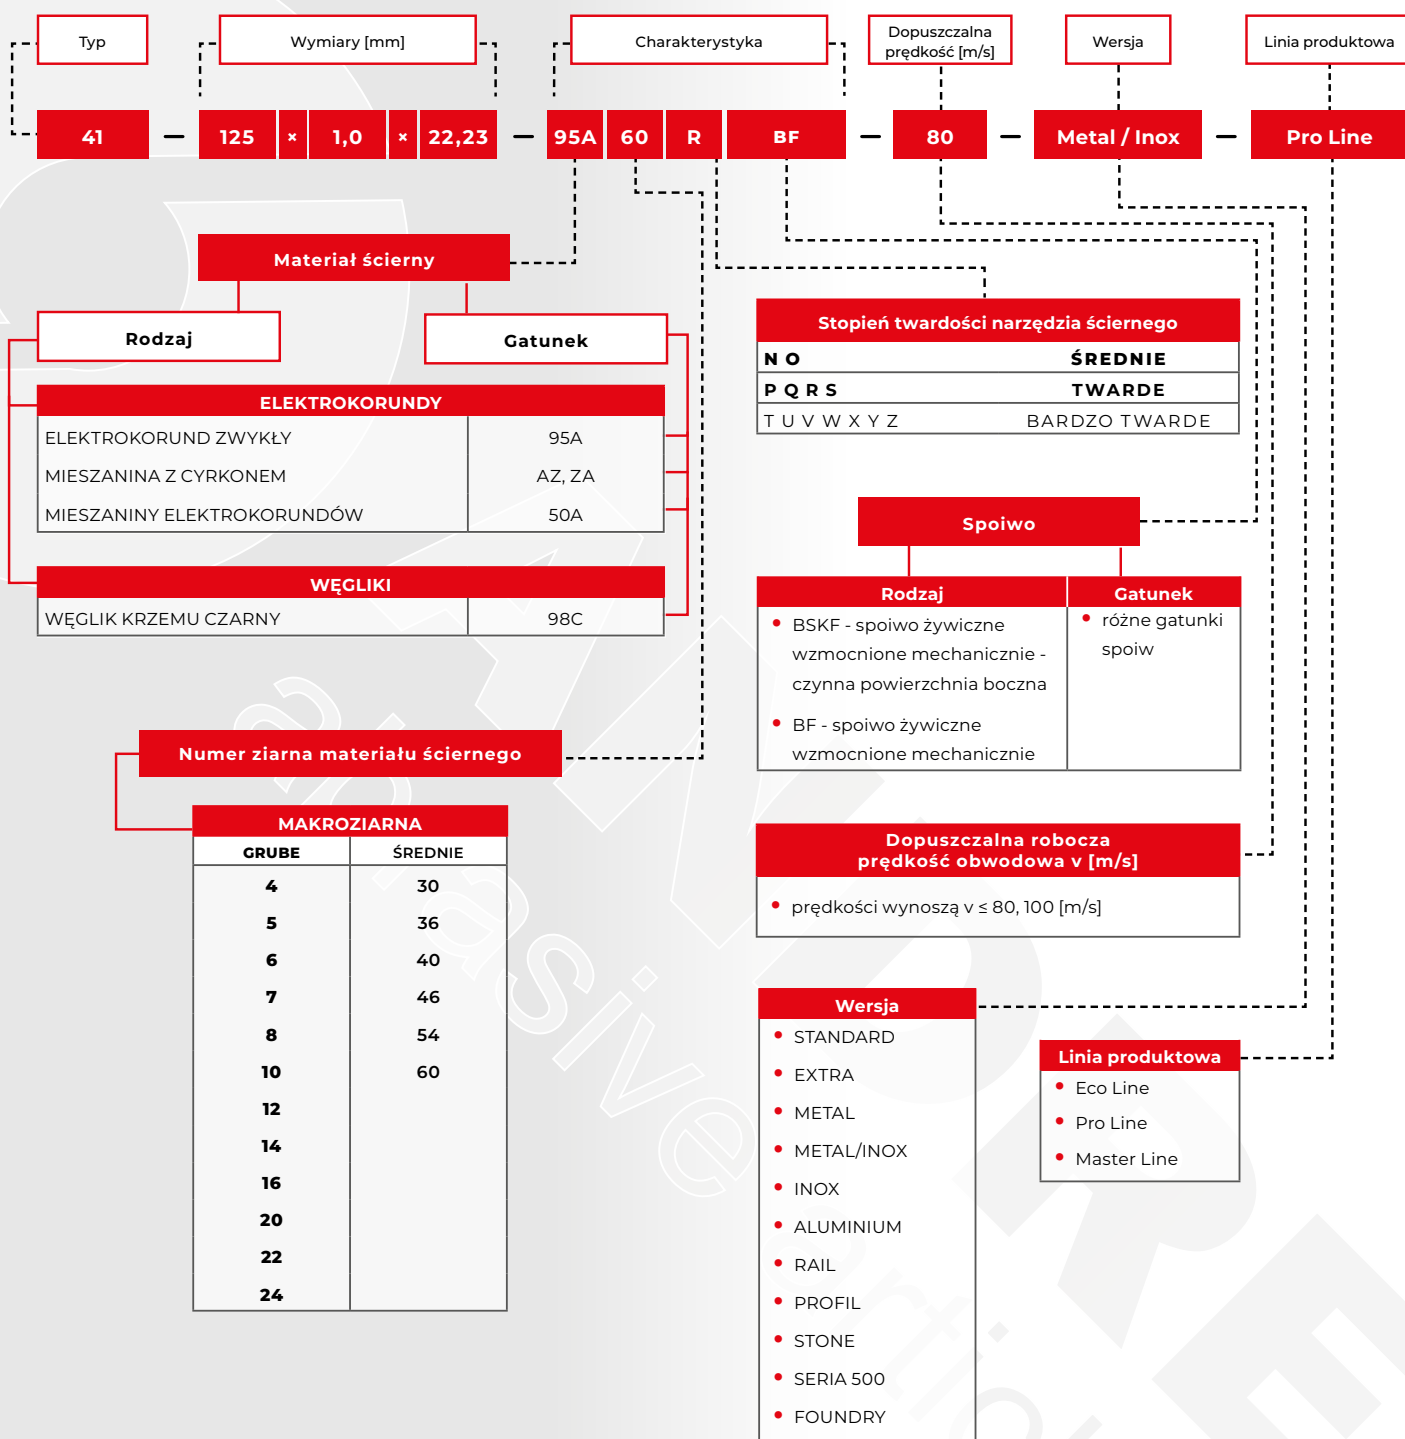 Typ
Wymiary [mm]
Charakterystyka
Dopuszczalna
prędkość [m/s]
Wersja
Linia produktowa
41 — 125 × 1,0 × 22,23 — 95A 60 R BF — 80 — Metal / Inox — Pro Line
Materiał ścierny
Rodzaj
Gatunek
ELEKTROKORUNDY
ELEKTROKORUND ZWYKŁY 95A
MIESZANINA Z CYRKONEM AZ, ZA
MIESZANINY ELEKTROKORUNDÓW 50A
WĘGLIKI
WĘGLIK KRZEMU CZARNY 98C
Numer ziarna materiału ściernego
MAKROZIARNA
GRUBE ŚREDNIE
4 30
5 36
6 40
7 46
8 54
10 60
12
14
16
20
22
24
Stopień twardości narzędzia ściernego
N O ŚREDNIE
P Q R S TWARDE
T U V W X Y Z BARDZO TWARDE
Spoiwo
Rodzaj
Gatunek
• BSKF - spoiwo żywiczne
wzmocnione mechanicznie -
czynna powierzchnia boczna
• BF - spoiwo żywiczne
wzmocnione mechanicznie
• różne gatunki
spoiw
Dopuszczalna robocza
prędkość obwodowa v [m/s]
• prędkości wynoszą v ≤ 80, 100 [m/s]
Wersja
• STANDARD
• EXTRA
• METAL
• METAL/INOX
• INOX
• ALUMINIUM
• RAIL
• PROFIL
• STONE
• SERIA 500
• FOUNDRY
Linia produktowa
• Eco Line
• Pro Line
• Master Line
ANDRE
abrasive